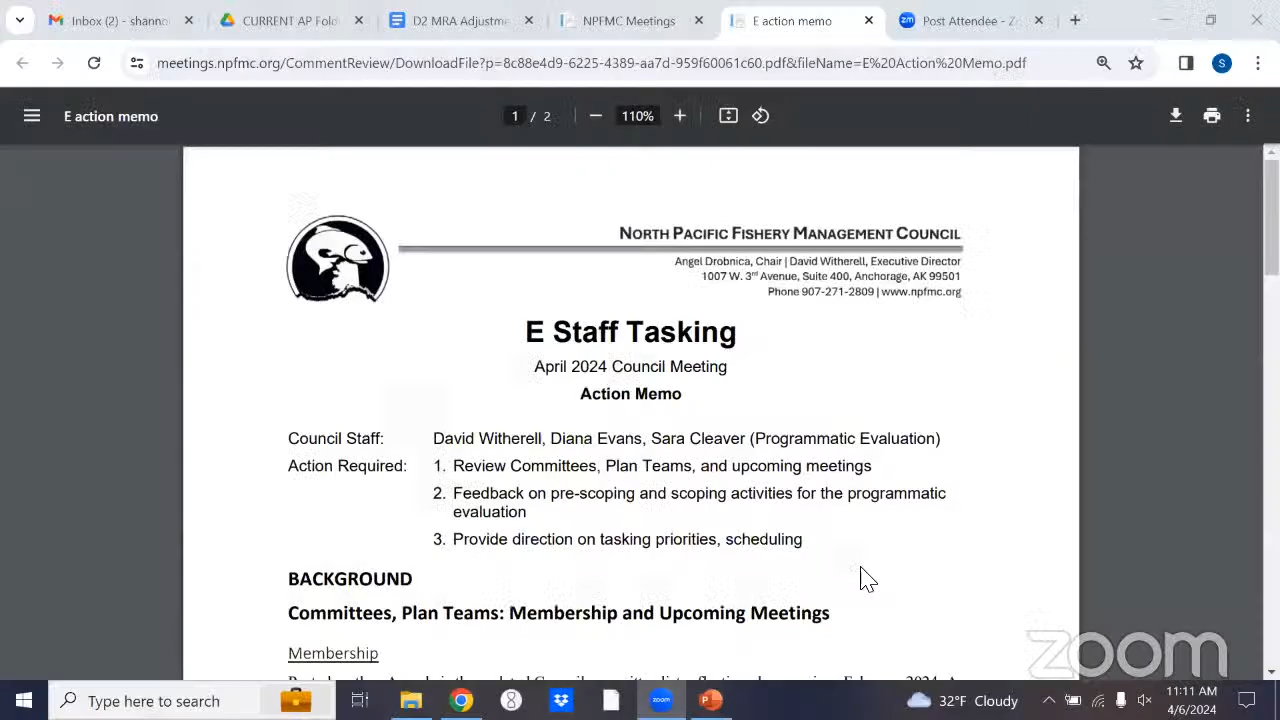 Inbox (2) - shanno
CURRENT AP Fold
D2 MRA Adjustme
NPFMC Meetings
E action memo
Post Attendee - Z
meetings.npfmc.org/CommentReview/DownloadFile?p=8c88e4d9-6225-4389-aa7d-959f60061c60.pdf&fileName=E%20Action%20Memo.pdf
S
E action memo
1 / 2
110%
NORTH PACIFIC FISHERY MANAGEMENT COUNCIL
Angel Drobnica, Chair | David Witherell, Executive Director
1007 W. 3rd Avenue, Suite 400, Anchorage, AK 99501
Phone 907-271-2809 | www.npfmc.org
E Staff Tasking
April 2024 Council Meeting
Action Memo
Council Staff: David Witherell, Diana Evans, Sara Cleaver (Programmatic Evaluation)
Action Required: 1. Review Committees, Plan Teams, and upcoming meetings
2. Feedback on pre-scoping and scoping activities for the programmatic
evaluation
3. Provide direction on tasking priorities, scheduling
BACKGROUND
Committees, Plan Teams: Membership and Upcoming Meetings
Membership
zoom
Type here to search
zoom
32°F Cloudy
11:11 AM
4/6/2024